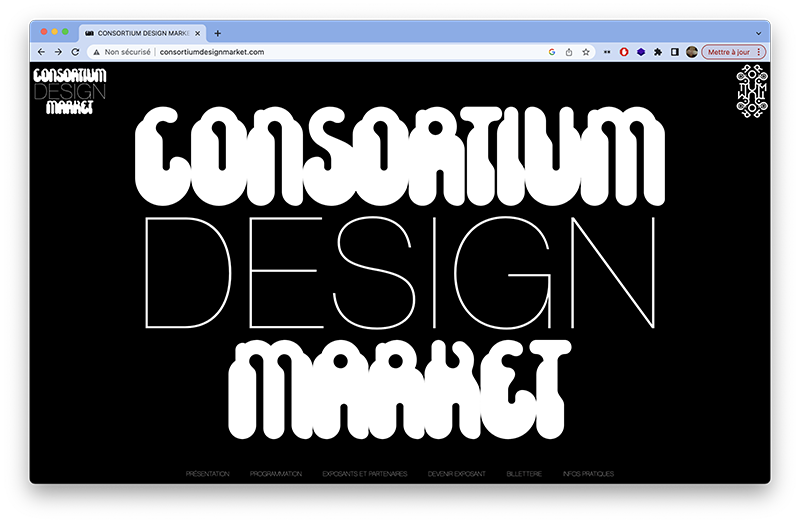 CONSORTIUM DESIGN MARK
Non sécurisé | consortiumdesignmarket.com
Mettre à jour
CONSORTIUM
DESIGN
MARKET
CONSORTIUM
DESIGN
MARKET
PRÉSENTATION PROGRAMMATION EXPOSANTS ET PARTENAIRES DEVENIR EXPOSANT BILLETTERIE INFOS PRATIQUES